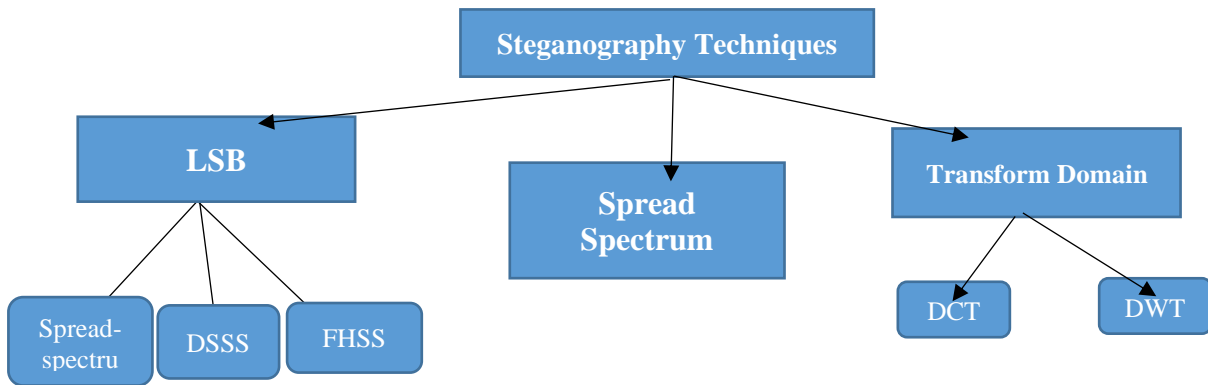 Steganography Techniques
LSB
Spread
Spectrum
Transform Domain
Spread-
spectru
DSSS
FHSS
DCT
DWT